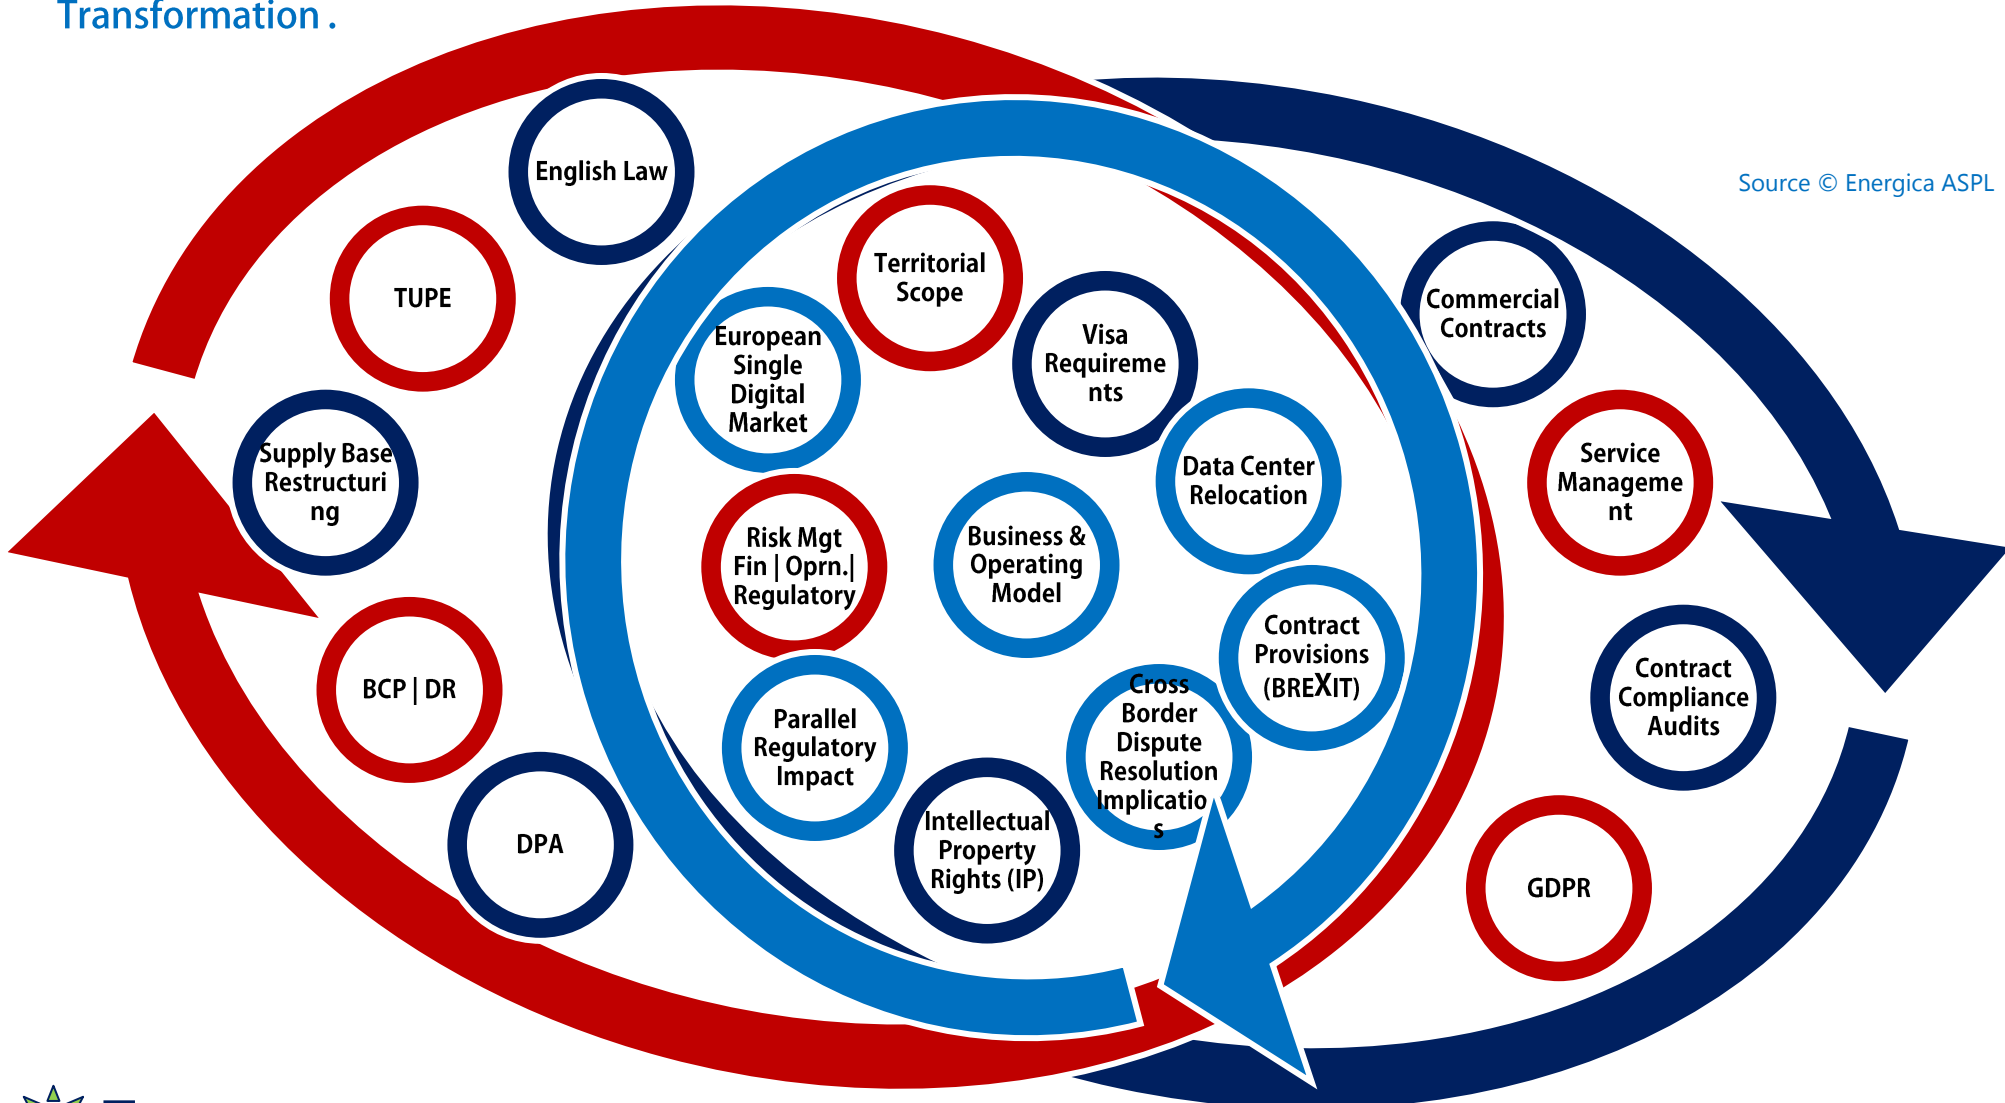 Transformation .
Source © Energica ASPL
English Law
TUPE
Supply Base
Restructuri
ng
BCP | DR
DPA
Territorial
Scope
European
Single
Digital
Market
Visa
Requireme
nts
Data Center
Relocation
Risk Mgt
Fin | Oprn.|
Regulatory
Business &
Operating
Model
Contract
Provisions
(BREXIT)
Parallel
Regulatory
Impact
Cross
Border
Dispute
Resolution
Implicatio
s
Intellectual
Property
Rights (IP)
Commercial
Contracts
Service
Manageme
nt
Contract
Compliance
Audits
GDPR